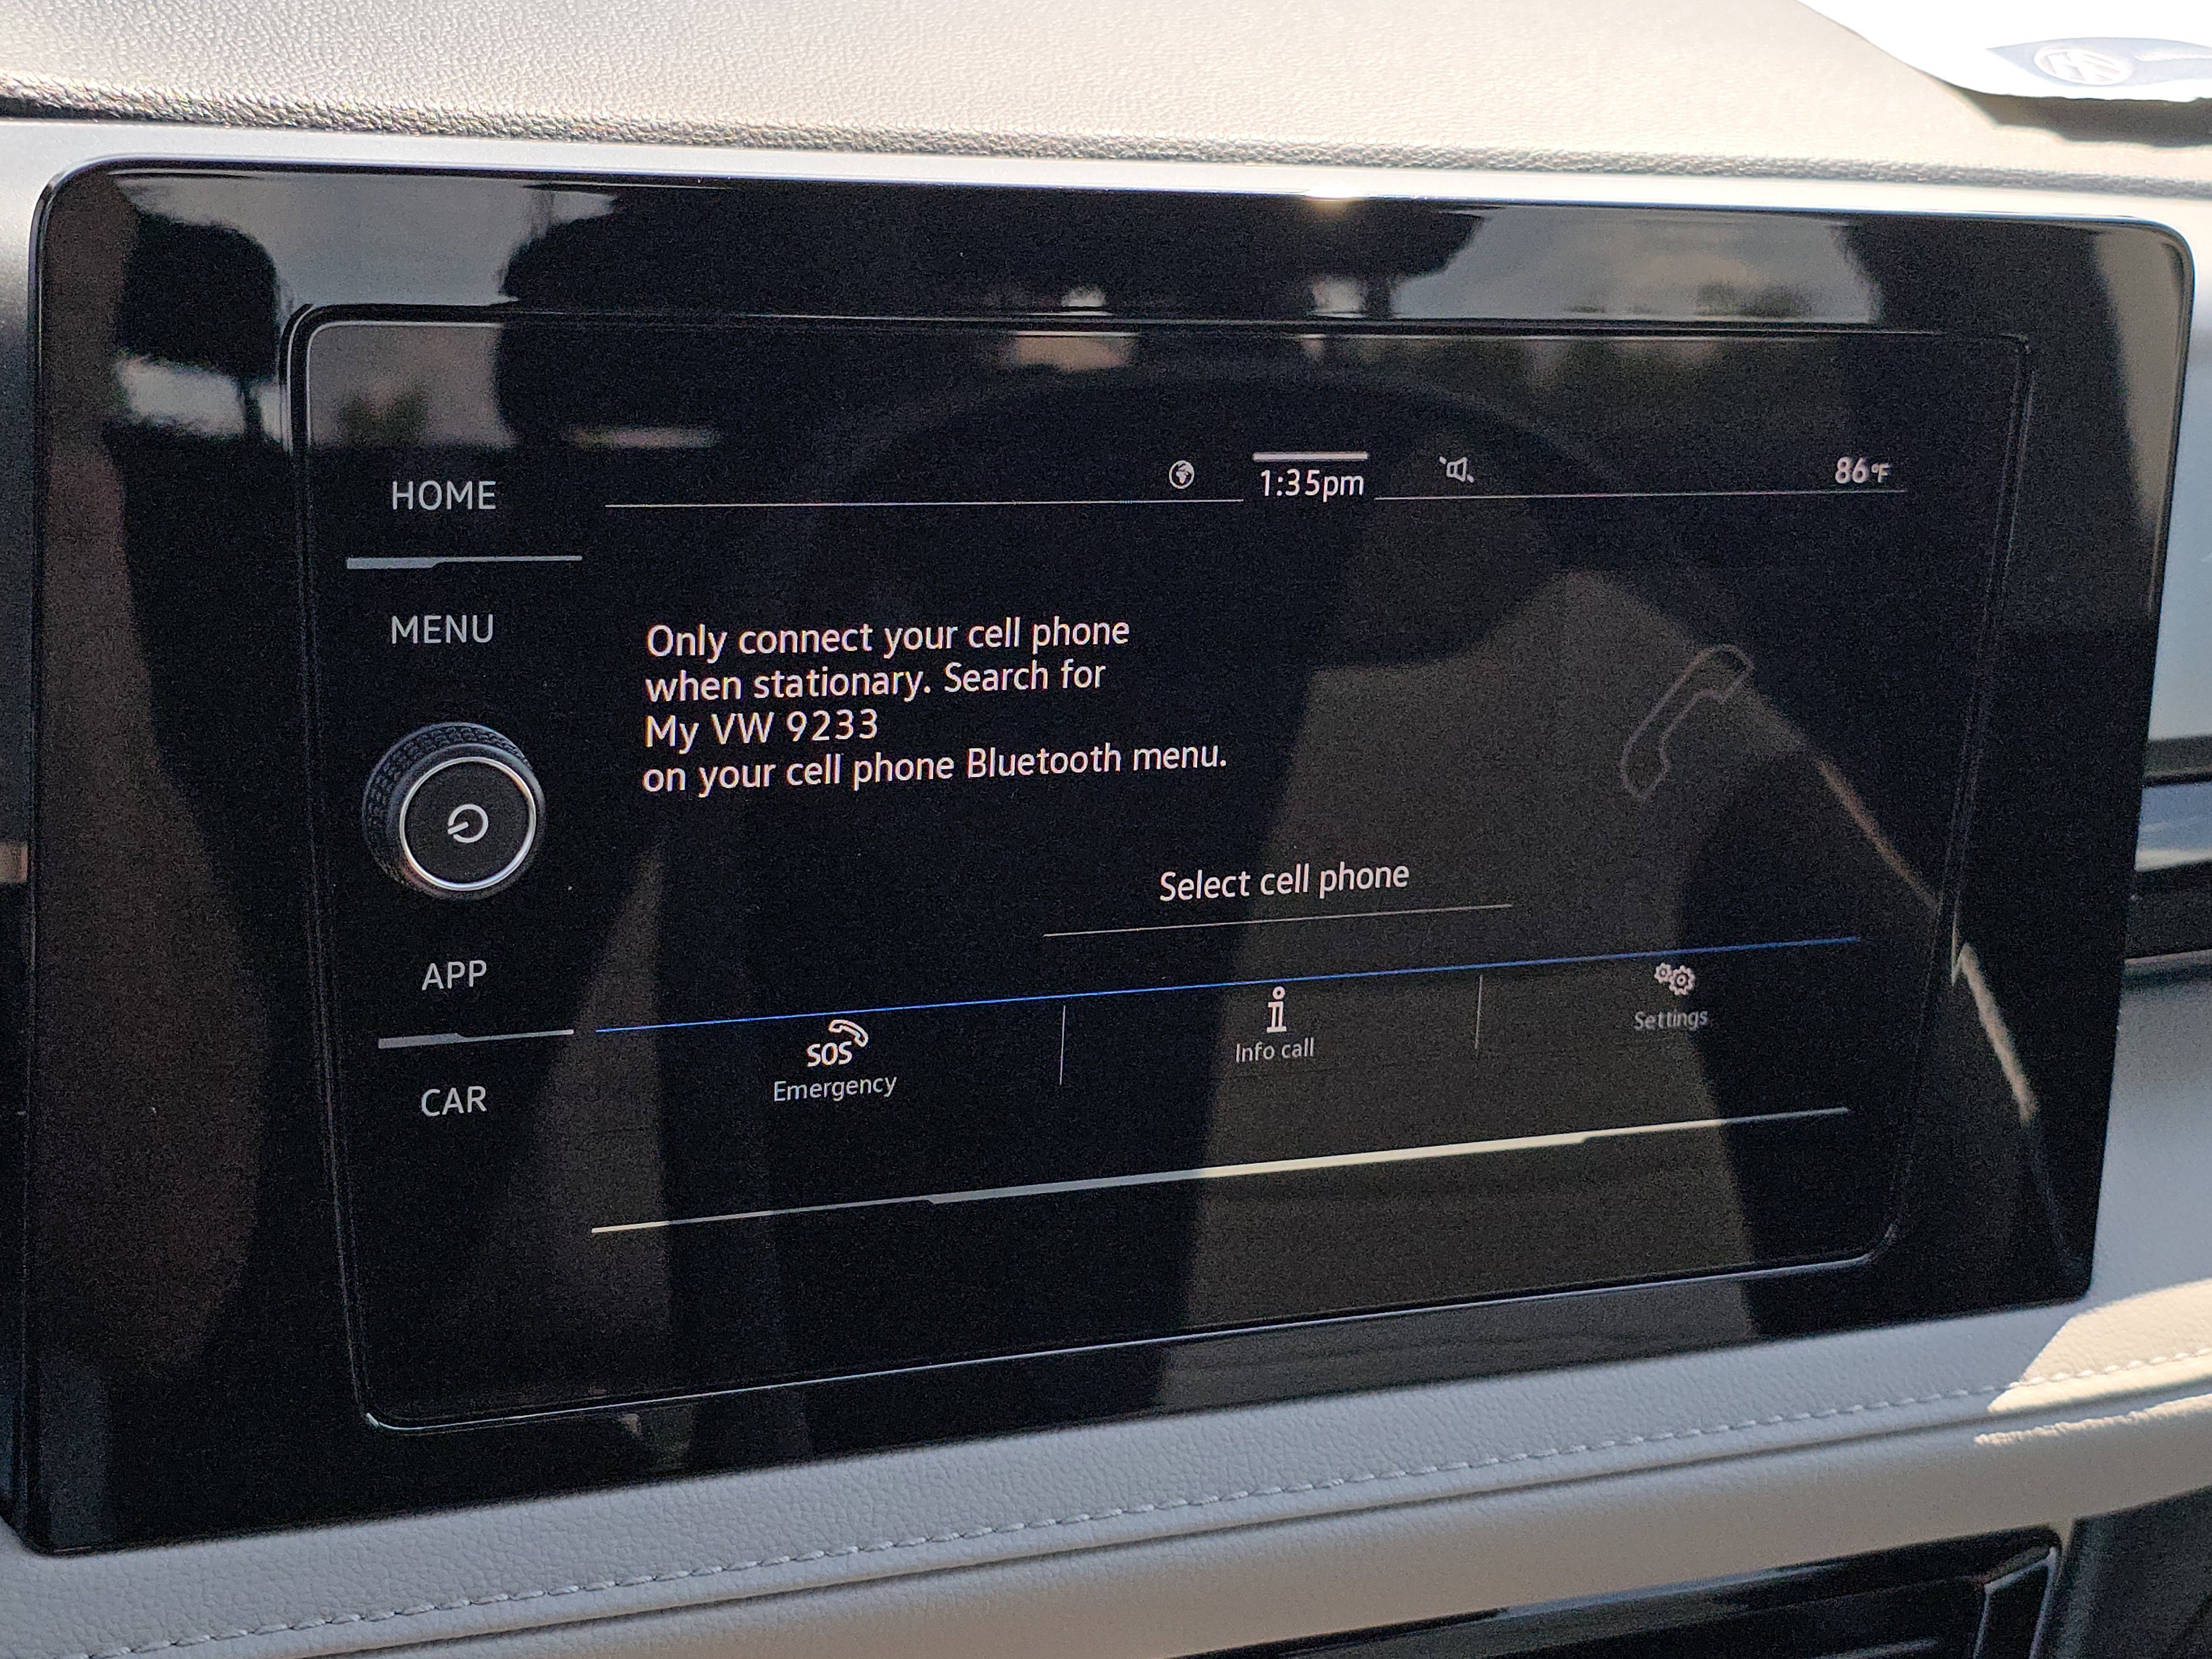 HOME
1:35pm
86°F
MENU
Only connect your cell phone
when stationary. Search for
My VW 9233
on your cell phone Bluetooth menu.
Select cell phone
APP
SOS
Emergency
Info call
Settings
CAR